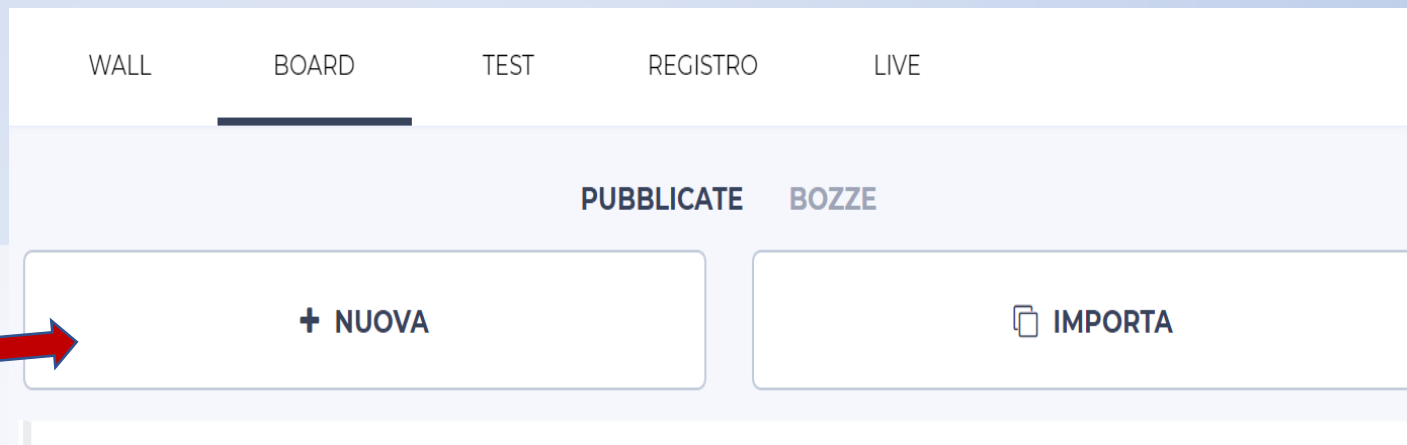 WALL BOARD TEST REGISTRO LIVE
PUBBLICATE BOZZE
+ NUOVA IMPORTA